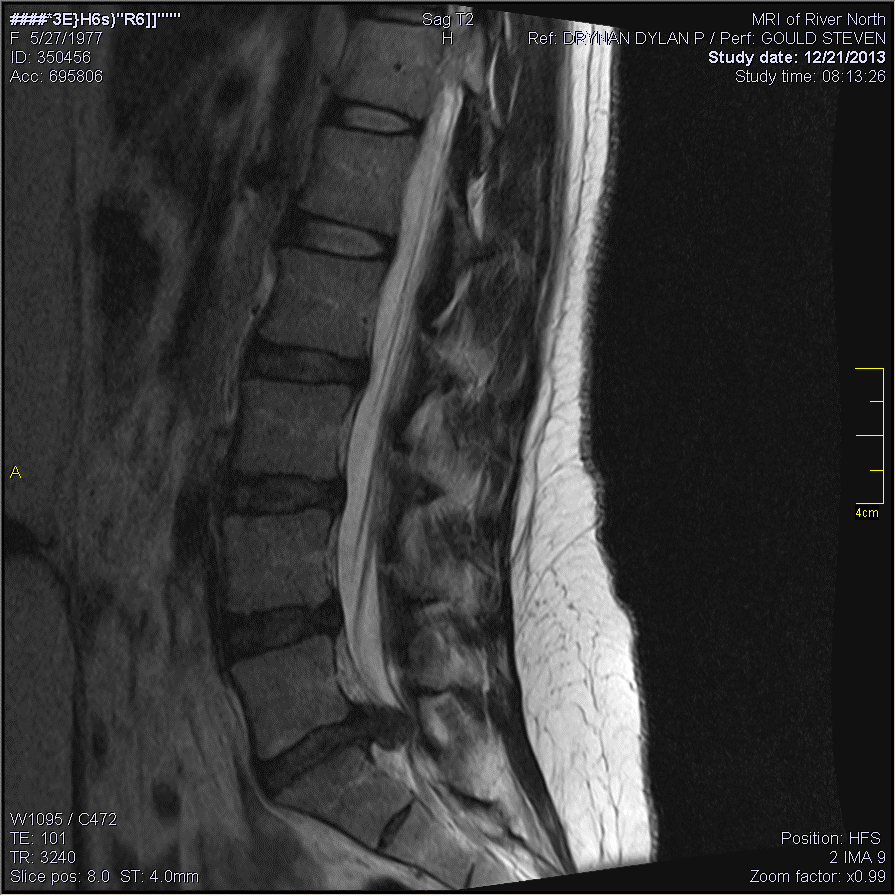 ####*3E}H6s}"R6]]"""""
F 5/27/1977
ID: 350456
Acc: 695806
Sag T2
H
MRI of River North
Ref: DRYNAN DYLAN P / Perf: GOULD STEVEN
Study date: 12/21/2013
Study time: 08:13:26
A
4cm
W1095 / C472
TE: 101
TR: 3240
Slice pos: 8.0 ST: 4.0mm
Position: HFS
2 IMA 9
Zoom factor: x0.99